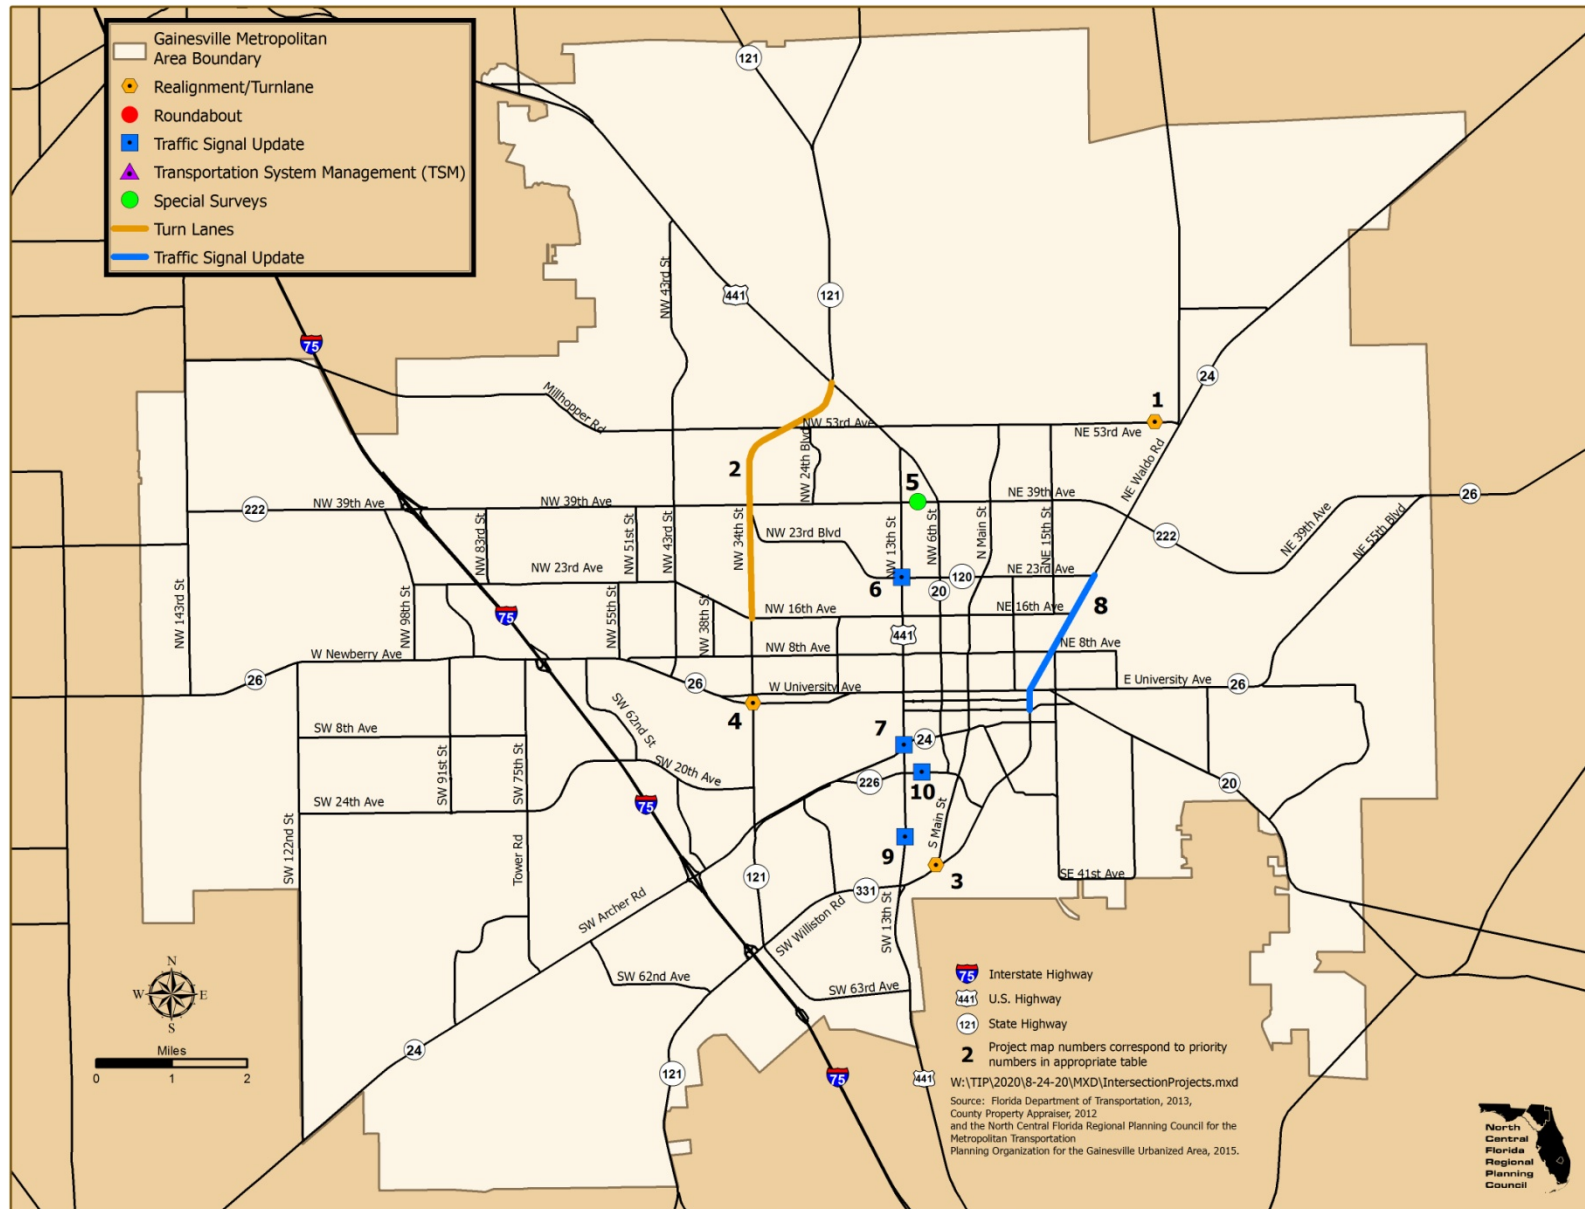 Gainesville Metropolitan
Area Boundary
Realignment/Turnlane
Roundabout
Traffic Signal Update
Transportation System Management (TSM)
Special Surveys
Turn Lanes
Traffic Signal Update
121
441
121
NW 43rd St
75
24
Millhopper Rd
1
NW 53rd Ave
NE 53rd Ave
NW 24th Blvd
NE Waldo Rd
2
5
222
NW 39th Ave
NW 39th Ave
NE 39th Ave
26
NW 83rd St
NW 51st St
NW 43rd St
NW 34th St
NW 23rd Blvd
NW 13th St
NW 6th St
N Main St
NE 15th St
222
NE 39th Ave
NE 55th Blvd
NW 143rd St
NW 98th St
NW 23rd Ave
6
120
NE 23rd Ave
20
75
NW 55th St
NW 38th St
NW 16th Ave
NE 16th Ave
8
441
W Newberry Ave
NW 8th Ave
NE 8th Ave
26
26
W University Ave
E University Ave
26
4
SW 62nd St
SW 8th Ave
SW 91st St
SW 75th St
7
24
SW 20th Ave
226
10
20
75
SW 24th Ave
SW 122nd St
Tower Rd
S Main St
9
3
SE 41st Ave
121
331
SW Archer Rd
SW Williston Rd
SW 13th St
SW 62nd Ave
SW 63rd Ave
24
121
75
441
N
W
E
S
Miles
0 1 2
75 Interstate Highway
441 U.S. Highway
121 State Highway
2 Project map numbers correspond to priority
numbers in appropriate table
W:\TIP\2020\8-24-20\MXD\IntersectionProjects.mxd
Source: Florida Department of Transportation, 2013,
County Property Appraiser, 2012
and the North Central Florida Regional Planning Council for the
Metropolitan Transportation
Planning Organization for the Gainesville Urbanized Area, 2015.
North
Central
Florida
Regional
Planning
Council